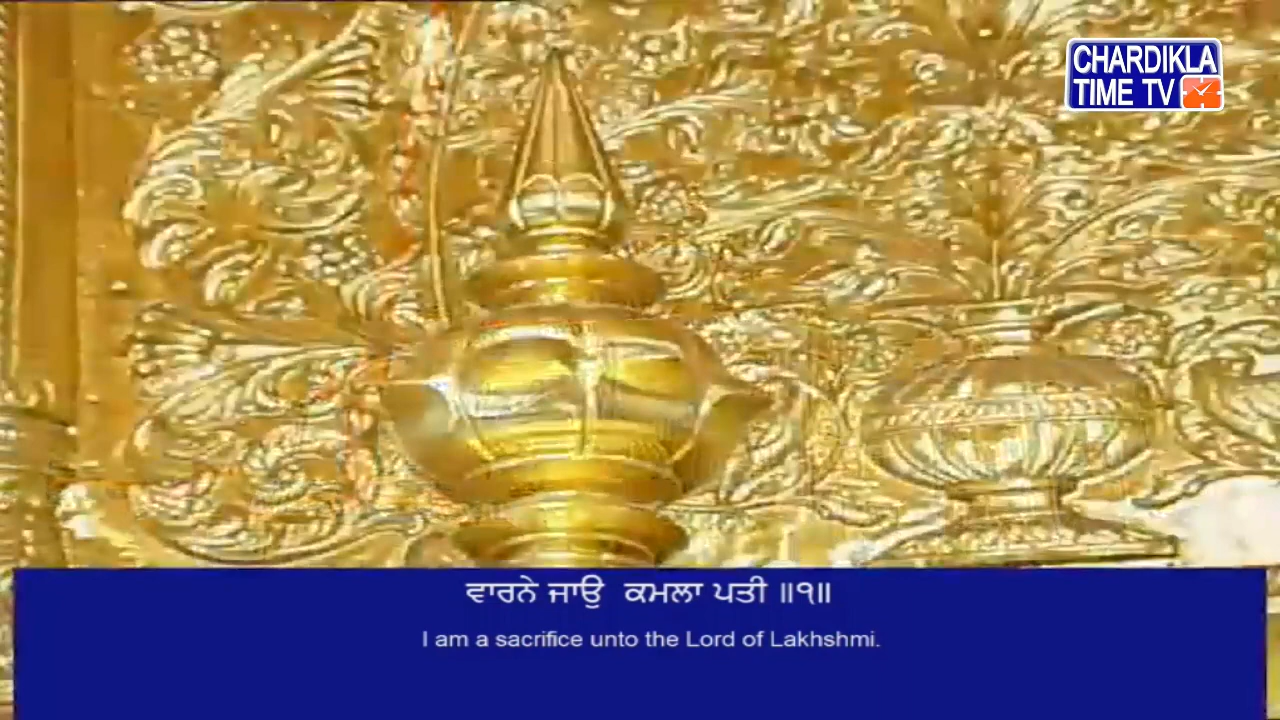 CHARDIKLA
TIME TV
ਵਾਰਨੇ ਜਾਉ ਕਮਲਾ ਪਤੀ ॥੧॥
I am a sacrifice unto the Lord of Lakhshmi.